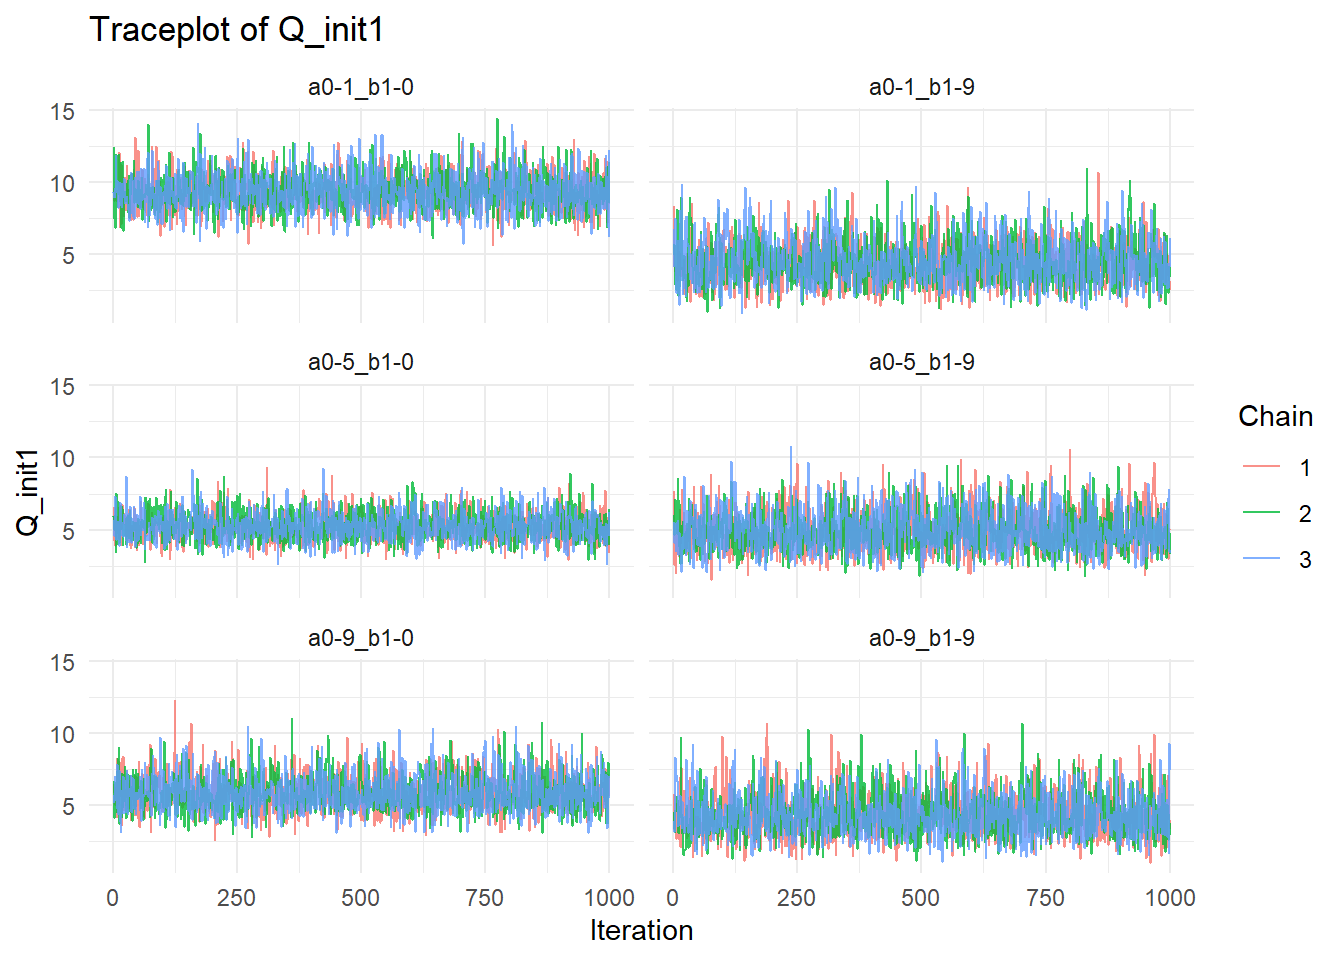 Traceplot of Q_init1
a0-1_b1-0
a0-1_b1-9
15
10
5
a0-5_b1-0
a0-5_b1-9
15
10
5
a0-9_b1-0
a0-9_b1-9
15
10
5
0 250 500 750 1000
0 250 500 750 1000
Iteration
Q_init1
Chain
1
2
3